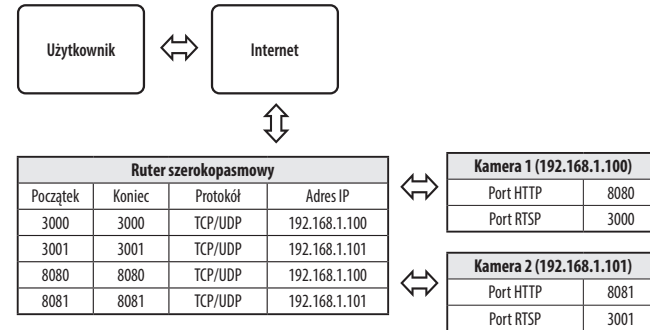 Użytkownik
Internet
Ruter szerokopasmowy
Początek Koniec Protokół Adres IP
3000 3000 TCP/UDP 192.168.1.100
3001 3001 TCP/UDP 192.168.1.101
8080 8080 TCP/UDP 192.168.1.100
8081 8081 TCP/UDP 192.168.1.101
Kamera 1 (192.168.1.100)
Port HTTP 8080
Port RTSP 3000
Kamera 2 (192.168.1.101)
Port HTTP 8081
Port RTSP 3001